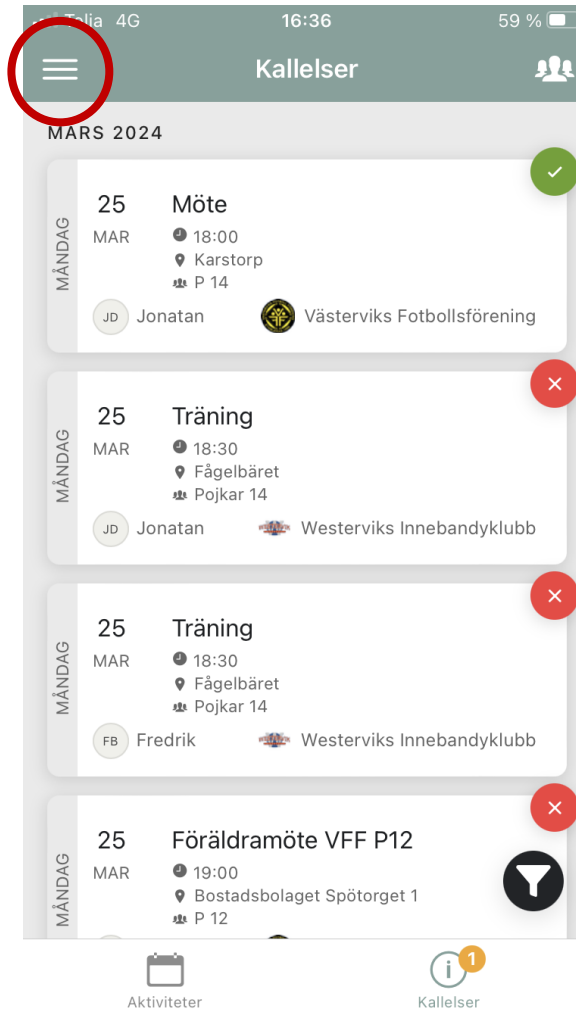 Telia 4G 16:36 59 %
Kallelser
MARS 2024
MÅNDAG
25 Möte
MAR 18:00
Karstorp
P 14
JD Jonatan Västerviks Fotbollsförening
MÅNDAG
25 Träning
MAR 18:30
Fågelbäret
Pojkar 14
JD Jonatan Westerviks Innebandyklubb
MÅNDAG
25 Träning
MAR 18:30
Fågelbäret
Pojkar 14
FB Fredrik Westerviks Innebandyklubb
MÅNDAG
25 Föräldramöte VFF P12
MAR 19:00
Bostadsbolaget Spötorget 1
P 12
1
Aktiviteter Kallelser